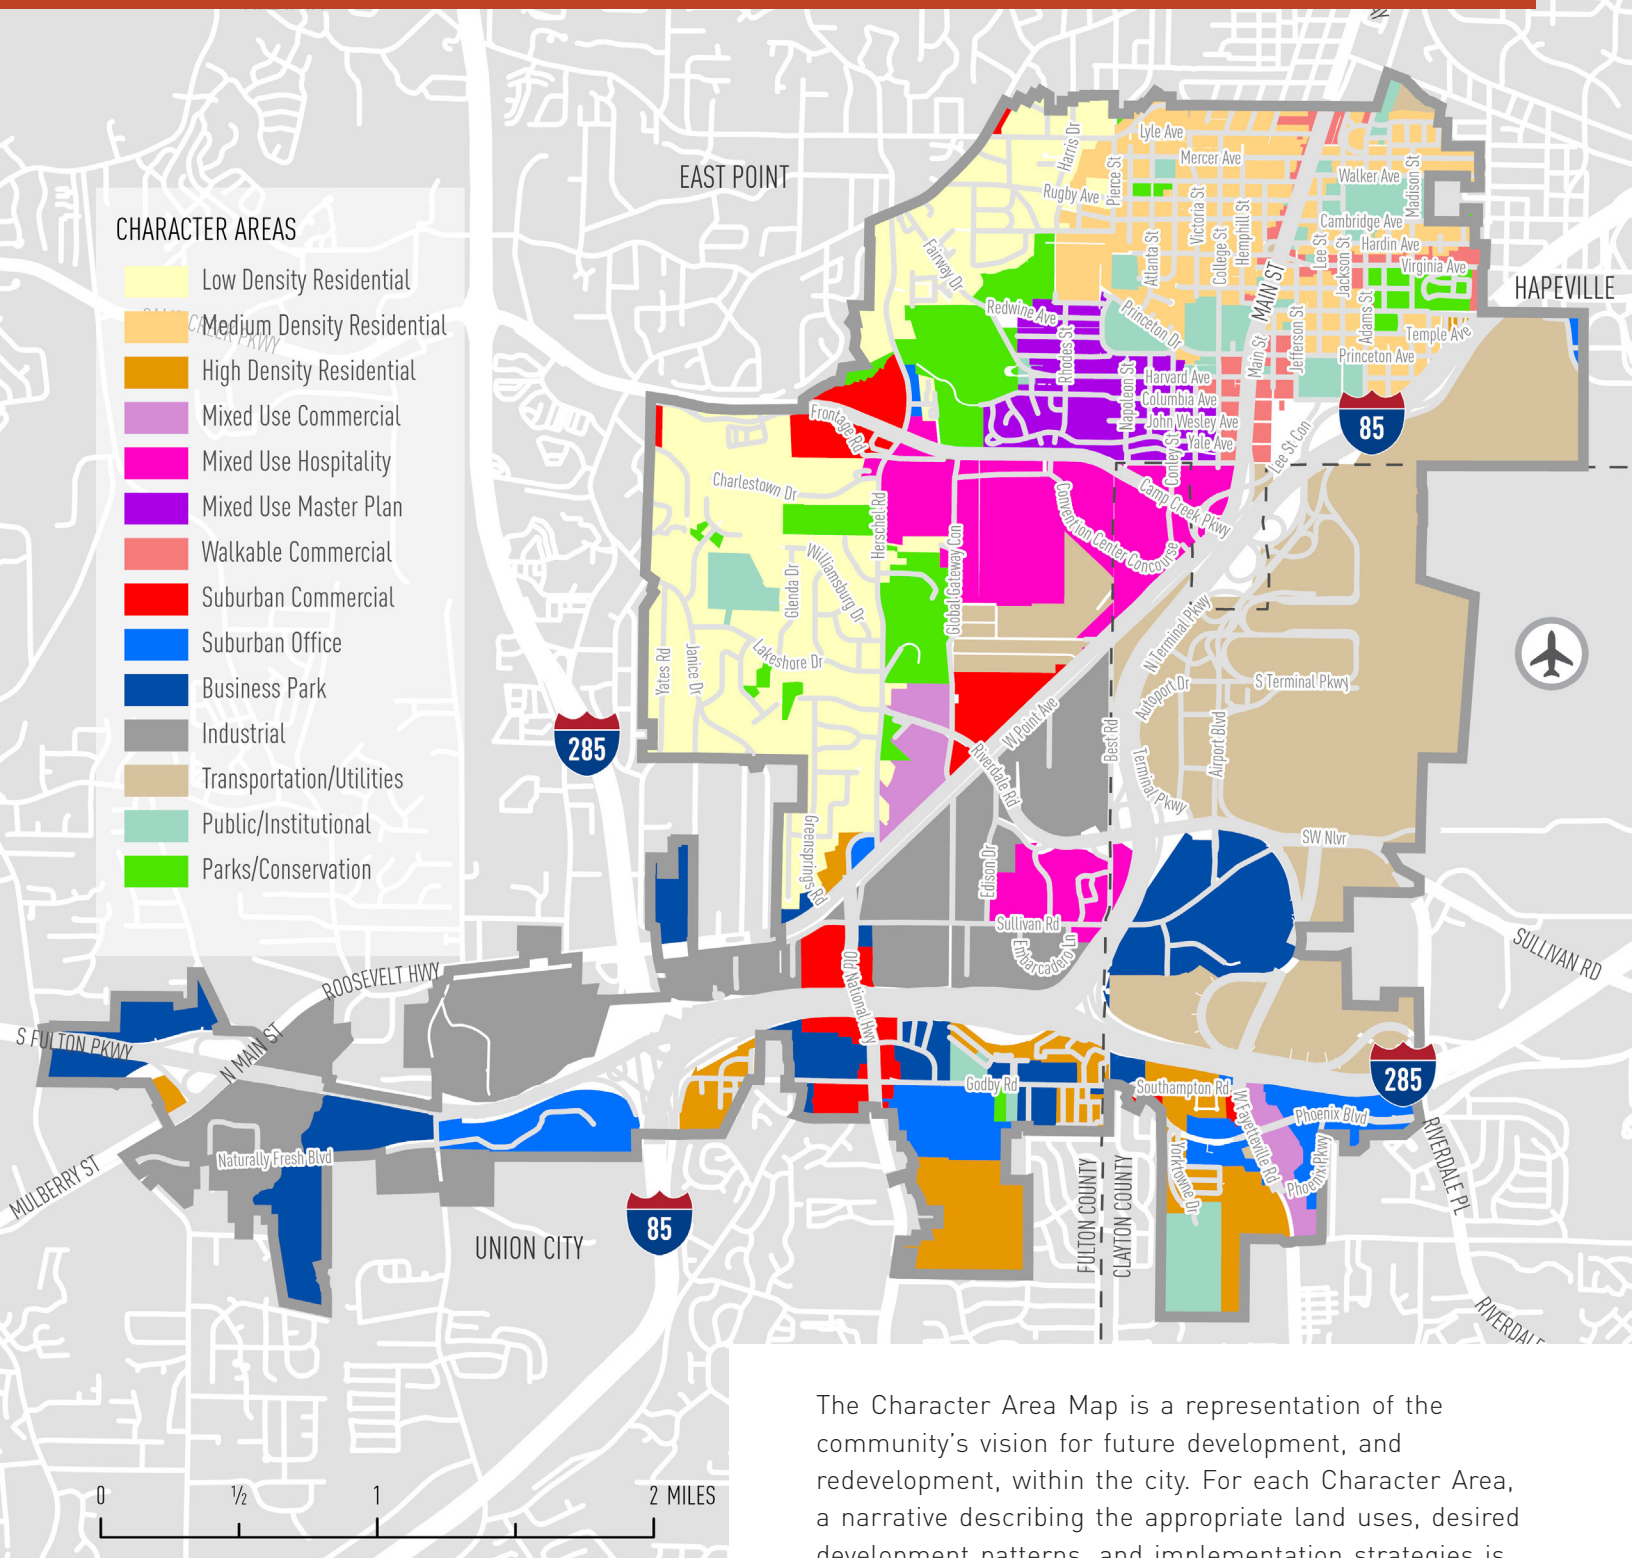 EAST POINT
HAPEVILLE
CHARACTER AREAS
Low Density Residential
Medium Density Residential
High Density Residential
Mixed Use Commercial
Mixed Use Hospitality
Mixed Use Master Plan
Walkable Commercial
Suburban Commercial
Suburban Office
Business Park
Industrial
Transportation/Utilities
Public/Institutional
Parks/Conservation
Lyle Ave
Harris Dr
Mercer Ave
Pierce St
Rugby Ave
Walker Ave
Madison St
Victoria St
Hemphill St
College St
Atlanta St
Cambridge Ave
Lee St
Jackson St
Hardin Ave
Virginia Ave
Fairway Dr
MAIN ST
Redwine Ave
Princeton Dr
Rhodes St
Main St
Jefferson St
Adams St
Temple Ave
Princeton Ave
Napoleon St
Harvard Ave
Columbia Ave
John Wesley Ave
Yale Ave
Conley St
Lee St Con
85
Frontage Rd
Charlestown Dr
Herschel Rd
Camp Creek Pkwy
Convention Center Concourse
Global Gateway Con
Williamsburg Dr
Glenda Dr
Lakeshore Dr
Yates Rd
Janice Dr
N Terminal Pkwy
S Terminal Pkwy
Autoport Dr
Airport Blvd
Best Rd
Terminal Pkwy
W Point Ave
Riverdale Rd
285
Greensprings Rd
Edison Dr
SW Nlvr
Sullivan Rd
Embarcadero Ln
SULLIVAN RD
Old National Hwy
ROOSEVELT HWY
S FULTON PKWY
N MAIN ST
Godby Rd
Southampton Rd
W Fayetteville Rd
Phoenix Blvd
Phoenix Pkwy
Yorktowne Dr
285
RIVERDALE PL
MULBERRY ST
Naturally Fresh Blvd
UNION CITY
85
FULTON COUNTY
CLAYTON COUNTY
0 ½ 1 2 MILES
The Character Area Map is a representation of the
community's vision for future development, and
redevelopment, within the city. For each Character Area,
a narrative describing the appropriate land uses, desired
development patterns, and implementation strategies is